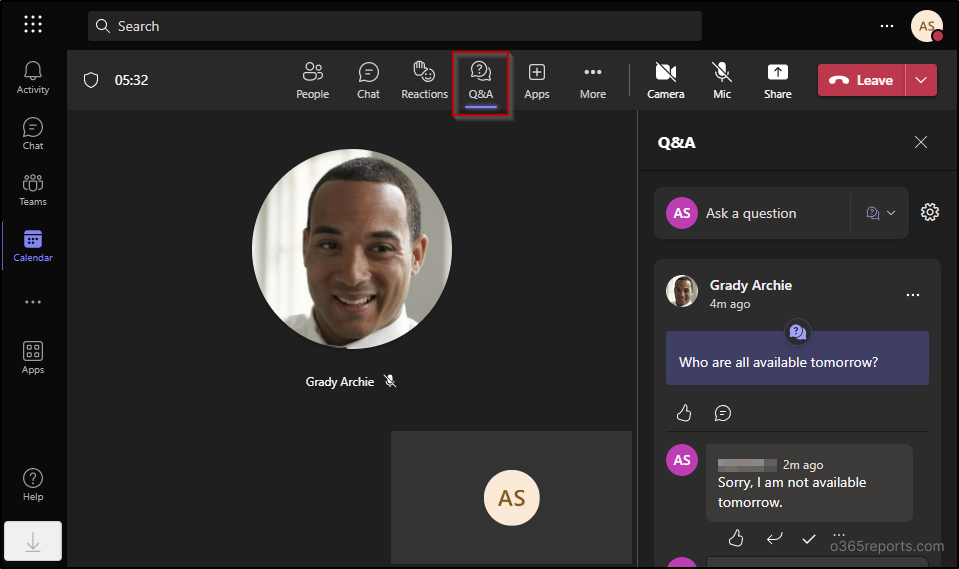 Search
AS
Activity
Chat
Teams
Calendar
Apps
Help
05:32
People
Chat
Reactions
Q&A
Apps
More
Camera
Mic
Share
Leave
Grady Archie
AS
Q&A
AS Ask a question
Grady Archie
4m ago
Who are all available tomorrow?
AS
2m ago
Sorry, I am not available
tomorrow.
o365reports.com